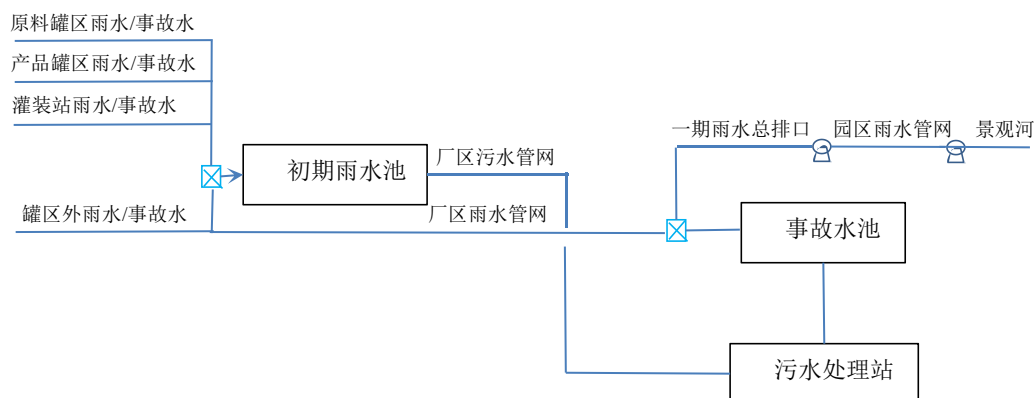 原料罐区雨水/事故水
产品罐区雨水/事故水
灌装站雨水/事故水
一期雨水总排口
园区雨水管网
景观河
初期雨水池
厂区污水管网
罐区外雨水/事故水
厂区雨水管网
事故水池
污水处理站